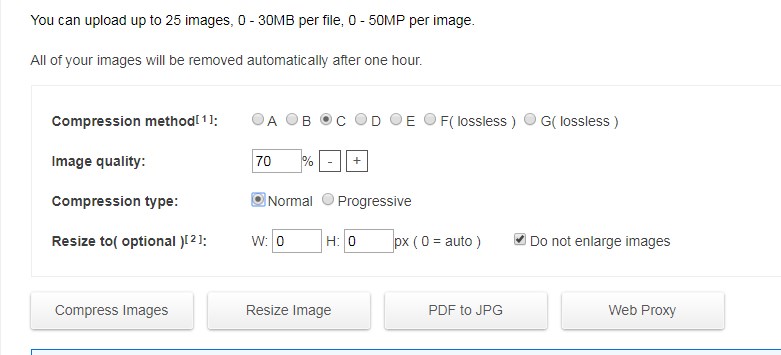 You can upload up to 25 images, 0 - 30MB per file, 0 - 50MP per image.
All of your images will be removed automatically after one hour.
Compression method[1]: A B C D E F( lossless ) G( lossless )
Image quality: 70 % - +
Compression type: Normal Progressive
Resize to( optional )[2]: W: 0 H: 0 px ( 0 = auto ) Do not enlarge images
Compress Images Resize Image PDF to JPG Web Proxy